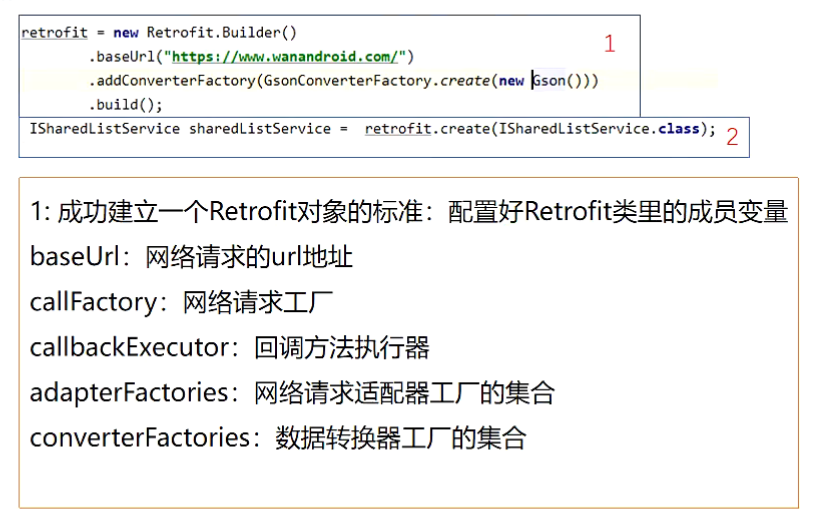 retrofit = new Retrofit.Builder()
.baseUrl("https://www.wanandroid.com/")
.addConverterFactory(GsonConverterFactory.create(new Gson()))
.build();
1
ISharedListService sharedListService = retrofit.create(ISharedListService.class);
2
1: 成功建立一个Retrofit对象的标准：配置好Retrofit类里的成员变量
baseUrl：网络请求的url地址
callFactory：网络请求工厂
callbackExecutor：回调方法执行器
adapterFactories：网络请求适配器工厂的集合
converterFactories：数据转换器工厂的集合